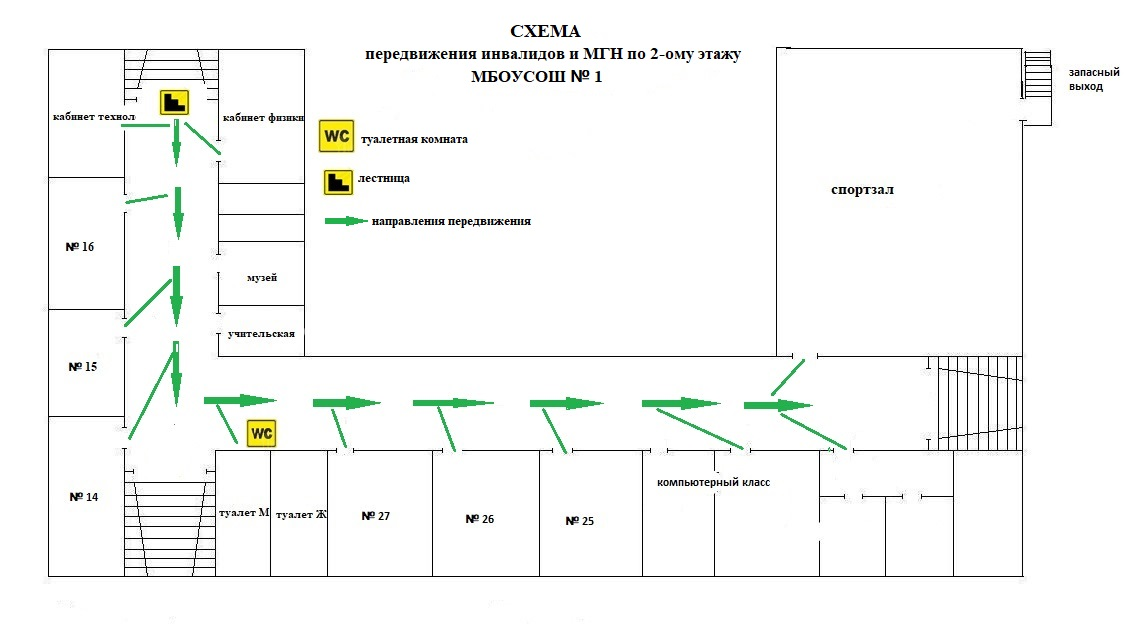 СХЕМА
передвижения инвалидов и МГН по 2-ому этажу
МБОУСОШ № 1
запасный
выход
кабинет технол
кабинет физики
WC туалетная комната
лестница
направления передвижения
спортзал
№ 16
музей
учительская
№ 15
WC
№ 14
туалет М
туалет Ж
№ 27
№ 26
№ 25
компьютерный класс